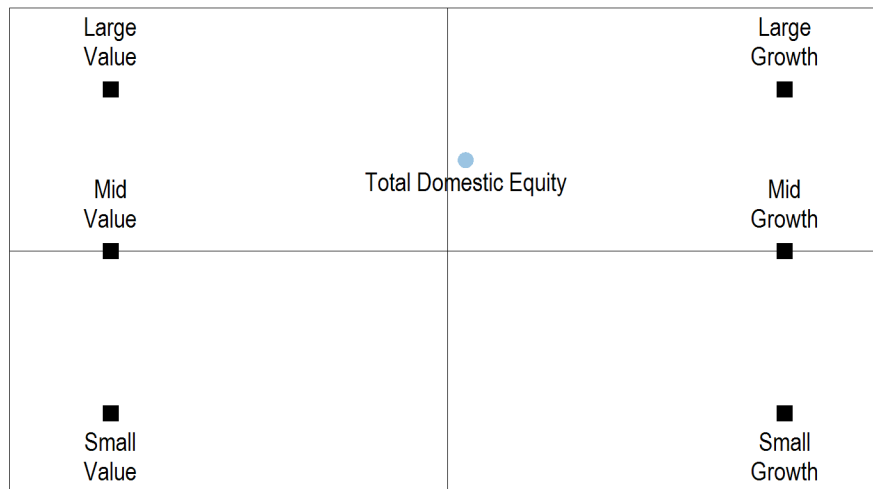 Large
Value
Large
Growth
Total Domestic Equity
Mid
Value
Mid
Growth
Small
Value
Small
Growth